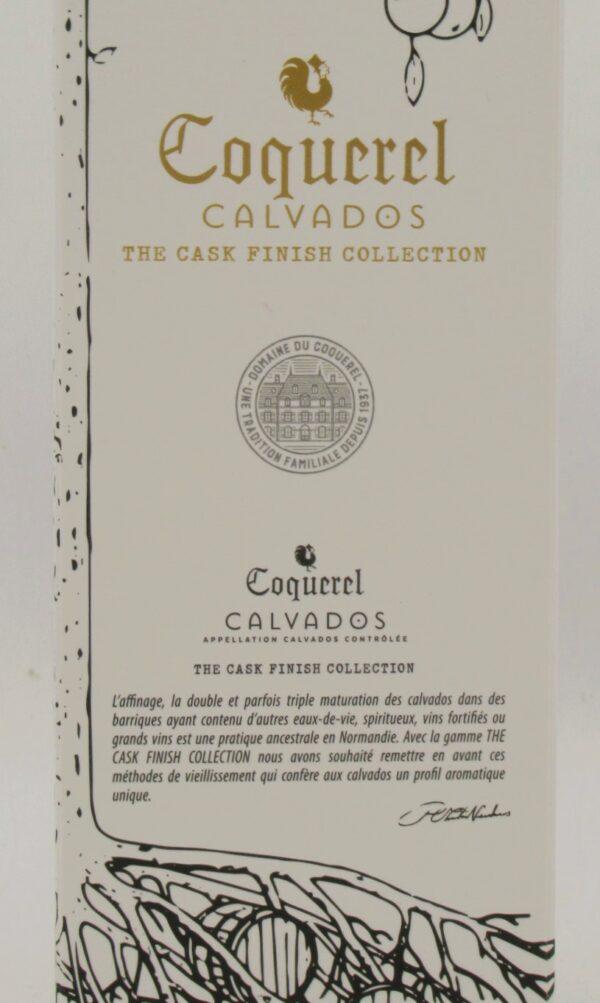 Coquerel
CALVADOS
THE CASK FINISH COLLECTION
DOMAINE DU COQUEREL
UNE TRADITION FAMILIALE DEPUIS 1937
Coquerel
CALVADOS
APPELLATION CALVADOS CONTRÔLÉE
THE CASK FINISH COLLECTION
L'affinage, la double et parfois triple maturation des calvados dans des
barriques ayant contenu d'autres eaux-de-vie, spiritueux, vins fortifiés ou
grands vins est une pratique ancestrale en Normandie. Avec la gamme THE
CASK FINISH COLLECTION nous avons souhaité remettre en avant ces
méthodes de vieillissement qui confère aux calvados un profil aromatique
unique.